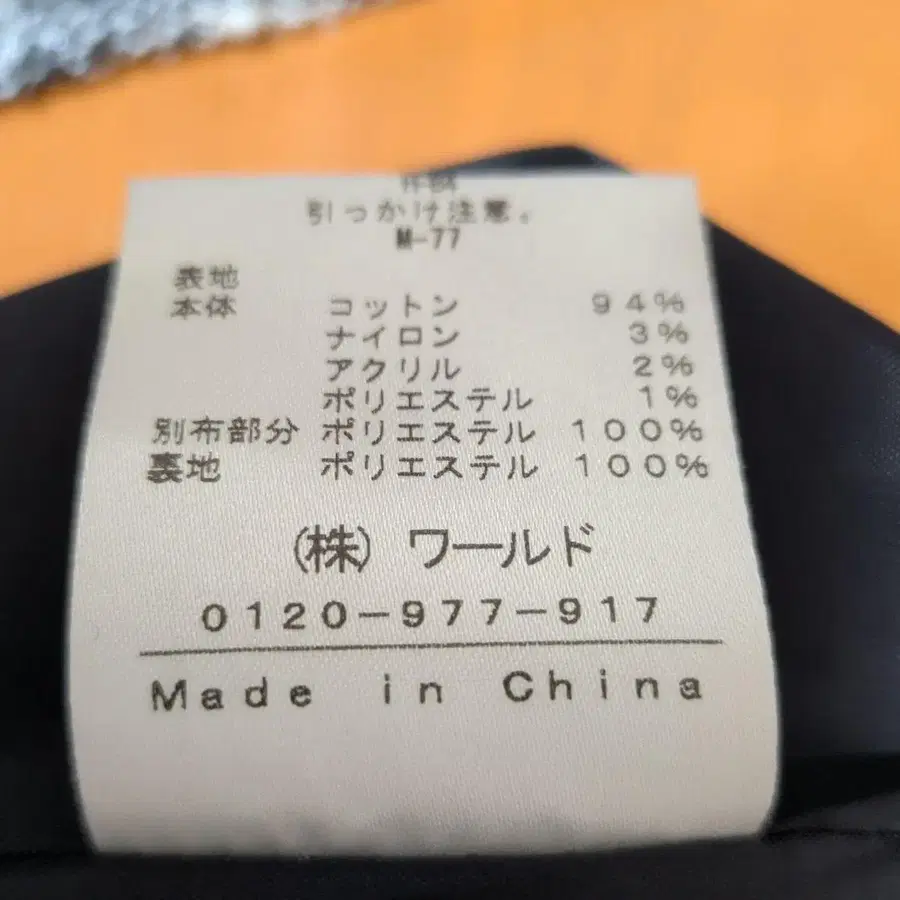 引っかけ注意。
M-77
表地
本体 コットン 94%
ナイロン 3%
アクリル 2%
ポリエステル 1%
別布部分 ポリエステル 100%
裏地 ポリエステル 100%
(株) ワールド
0120-977-917
Made in China